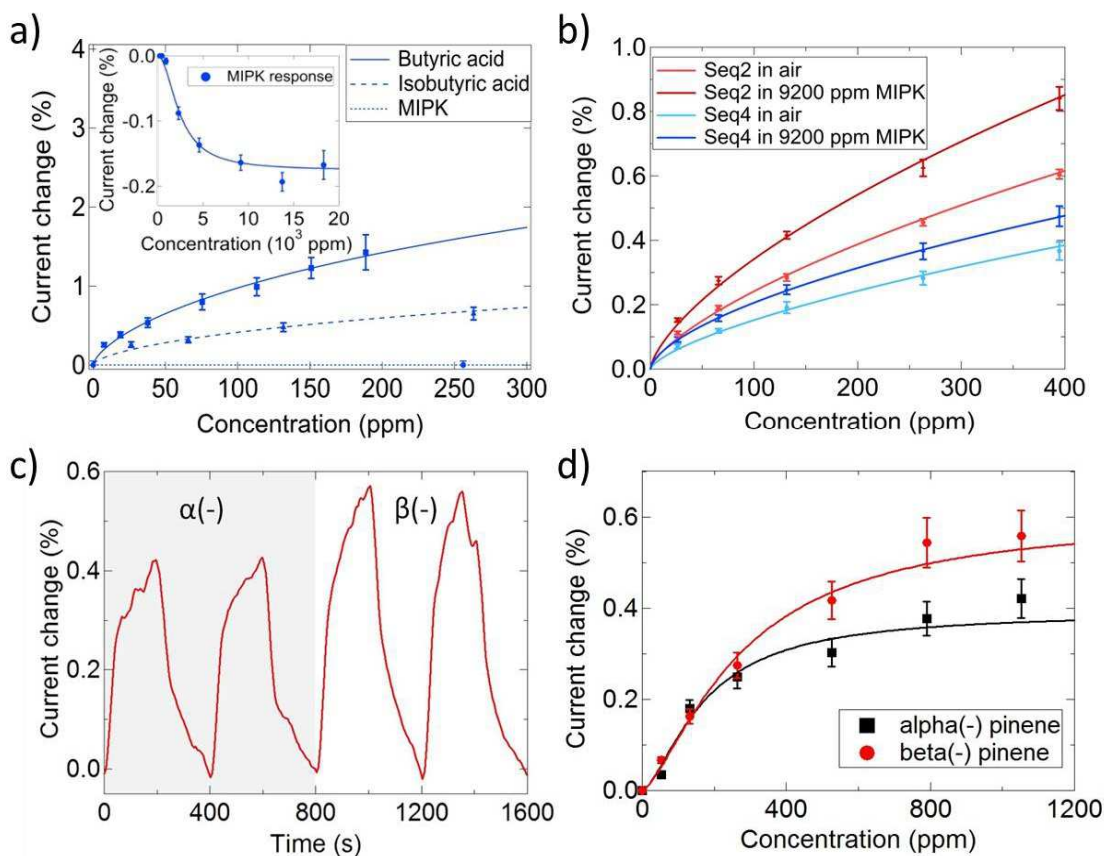 a)
Current change (%)
4
3
2
1
0
0 50 100 150 200 250 300
Concentration (ppm)
Butyric acid
Isobutyric acid
MIPK
Current change (%)
0.0
-0.1
-0.2
0 5 10 15 20
Concentration (10³ ppm)
MIPK response
b)
Current change (%)
1.0
0.8
0.6
0.4
0.2
0.0
0 100 200 300 400
Concentration (ppm)
Seq2 in air
Seq2 in 9200 ppm MIPK
Seq4 in air
Seq4 in 9200 ppm MIPK
c)
Current change (%)
0.6
0.4
0.2
0.0
0 400 800 1200 1600
Time (s)
α(-) β(-)
d)
Current change (%)
0.6
0.4
0.2
0.0
0 400 800 1200
Concentration (ppm)
alpha(-) pinene
beta(-) pinene